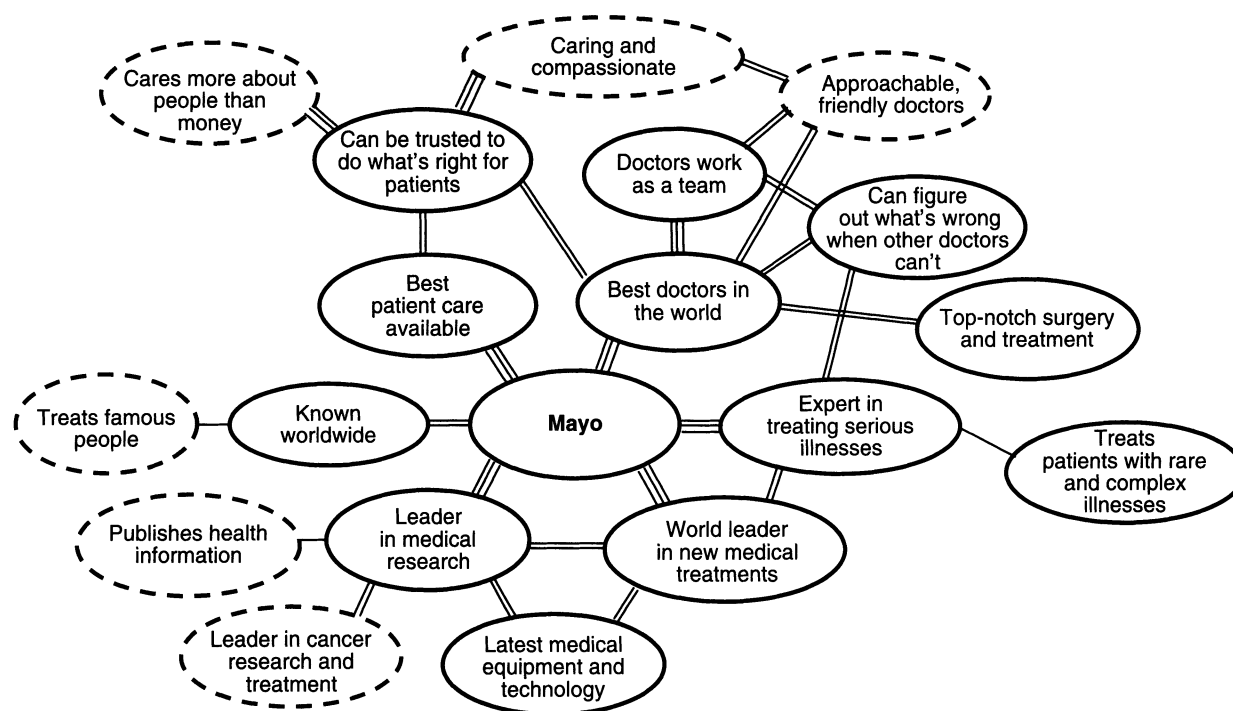 Caring and
compassionate
Cares more about
people than
money
Approachable,
friendly doctors
Can be trusted to
do what's right for
patients
Doctors work
as a team
Can figure
out what's wrong
when other doctors
can't
Best
patient care
available
Best doctors in
the world
Top-notch surgery
and treatment
Treats famous
people
Known
worldwide
Mayo
Expert in
treating serious
illnesses
Treats
patients with rare
and complex
illnesses
Publishes health
information
Leader
in medical
research
World leader
in new medical
treatments
Leader in cancer
research and
treatment
Latest medical
equipment and
technology